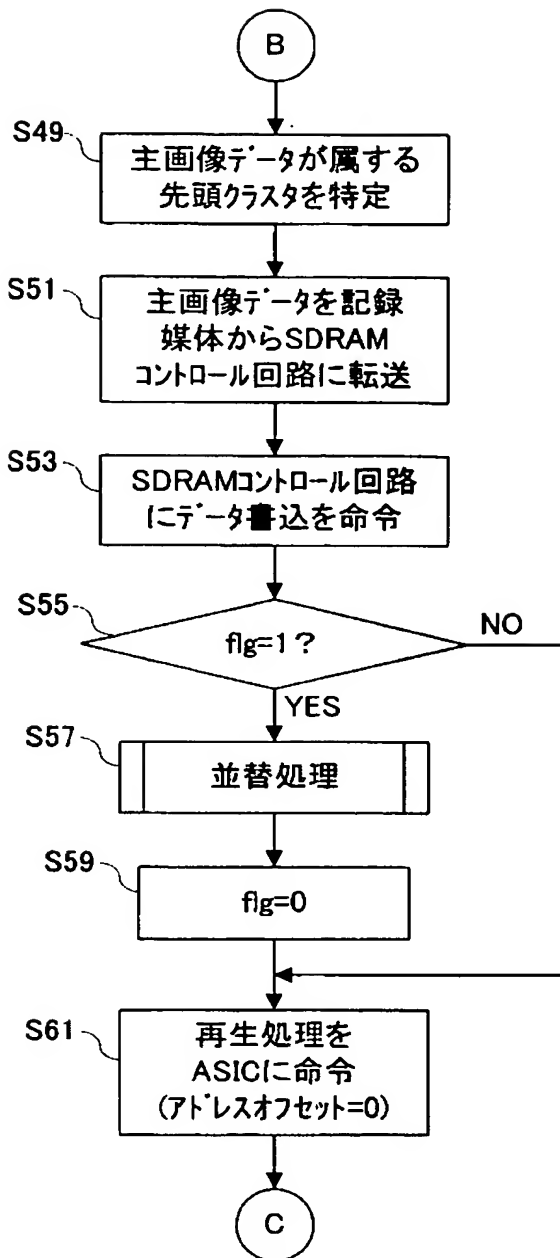 B
S49
主画像データが属する
先頭クラスタを特定
S51
主画像データを記録
媒体からSDRAM
コントロール回路に転送
S53
SDRAMコントロール回路
にデータ書込を命令
S55
flg=1?
NO
YES
S57
並替処理
S59
flg=0
S61
再生処理を
ASICに命令
(アドレスオフセット=0)
C